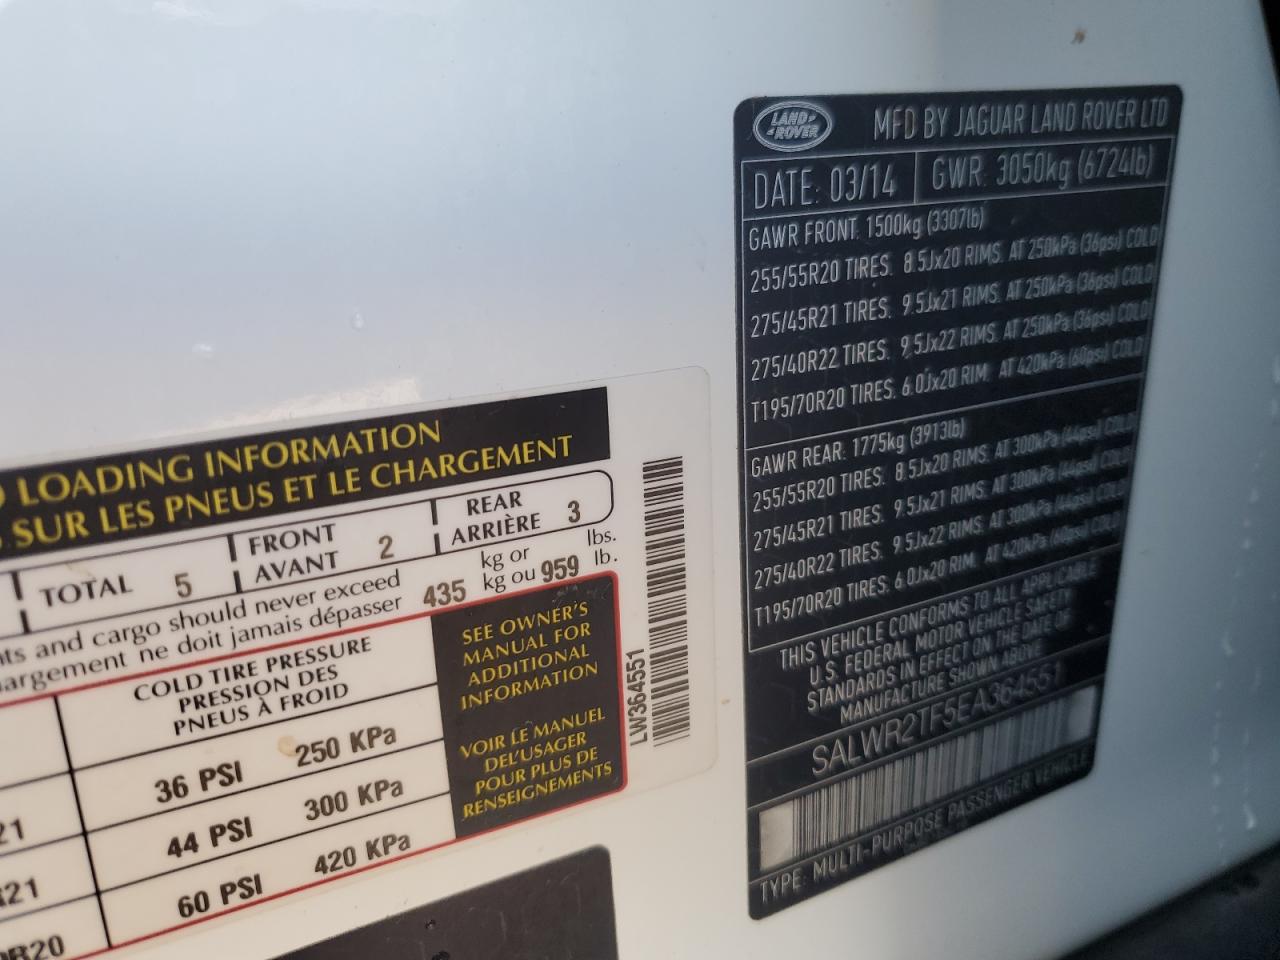 LAND
ROVER
MFD BY JAGUAR LAND ROVER LTD
DATE: 03/14
GWR: 3050kg (6724lb)
GAWR FRONT. 1500kg (3307lb)
255/55R20 TIRES. 8.5Jx20 RIMS. AT 250kPa (36psi) COLD
275/45R21 TIRES. 9.5Jx21 RIMS. AT 250kPa (36psi) COLD
275/40R22 TIRES. 9.5Jx22 RIMS. AT 250kPa (36psi) COLD
T195/70R20 TIRES. 6.0Jx20 RIM. AT 420kPa (60psi) COLD
GAWR REAR: 1775kg (3913lb)
255/55R20 TIRES. 8.5Jx20 RIMS. AT 300kPa (44psi) COLD
275/45R21 TIRES. 9.5Jx21 RIMS. AT 300kPa (44psi) COLD
275/40R22 TIRES. 9.5Jx22 RIMS. AT 300kPa (44psi) COLD
T195/70R20 TIRES. 6.0Jx20 RIM. AT 420kPa (60psi) COLD
THIS VEHICLE CONFORMS TO ALL APPLICABLE
U.S. FEDERAL MOTOR VEHICLE SAFETY
STANDARDS IN EFFECT ON THE DATE OF
MANUFACTURE SHOWN ABOVE
SALWR2TF5EA364551
TYPE: MULTI-PURPOSE PASSENGER VEHICLE
LOADING INFORMATION
SUR LES PNEUS ET LE CHARGEMENT
TOTAL 5
FRONT
AVANT 2
REAR
ARRIÈRE 3
and cargo should never exceed
ne doit jamais dépasser 435
kg or
kg ou 959
lbs.
lb.
COLD TIRE PRESSURE
PRESSION DES
PNEUS À FROID
36 PSI 250 KPa
44 PSI 300 KPa
60 PSI 420 KPa
21
R21
R20
SEE OWNER'S
MANUAL FOR
ADDITIONAL
INFORMATION
VOIR LE MANUEL
DEL'USAGER
POUR PLUS DE
RENSEIGNEMENTS
LW364551